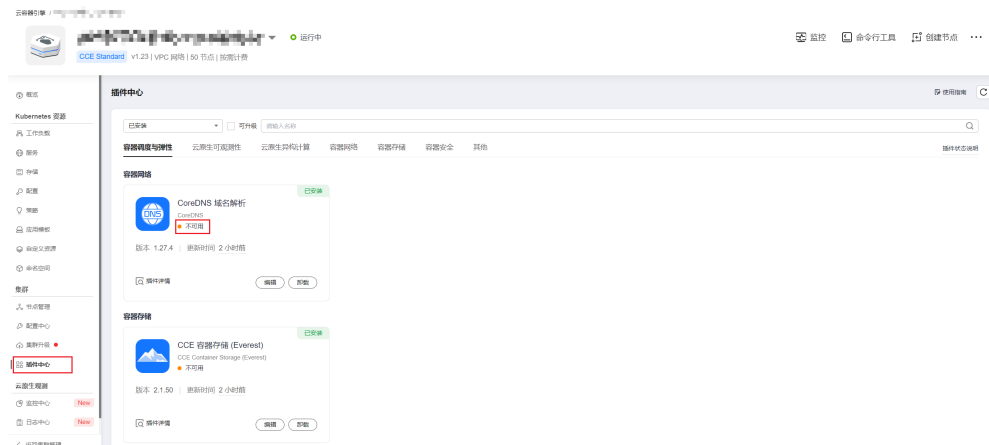 云容器引擎 /
运行中
监控
命令行工具
创建节点
CCE Standard v1.23 | VPC 网络 | 50 节点 | 按需计费
概览
Kubernetes 资源
工作负载
服务
存储
配置
策略
应用模板
自定义资源
命名空间
集群
节点管理
配置中心
集群升级
插件中心
云原生观测
监控中心 New
日志中心 New
插件中心
使用指南
已安装
可升级
请输入名称
容器调度与弹性 云原生可观测性 云原生异构计算 容器网络 容器存储 容器安全 其他
插件状态说明
容器网络
已安装
CoreDNS 域名解析
CoreDNS
不可用
DNS
版本 1.27.4 | 更新时间 2 小时前
插件详情
编辑
卸载
容器存储
已安装
CCE 容器存储 (Everest)
CCE Container Storage (Everest)
不可用
版本 2.1.50 | 更新时间 2 小时前
插件详情
编辑
卸载